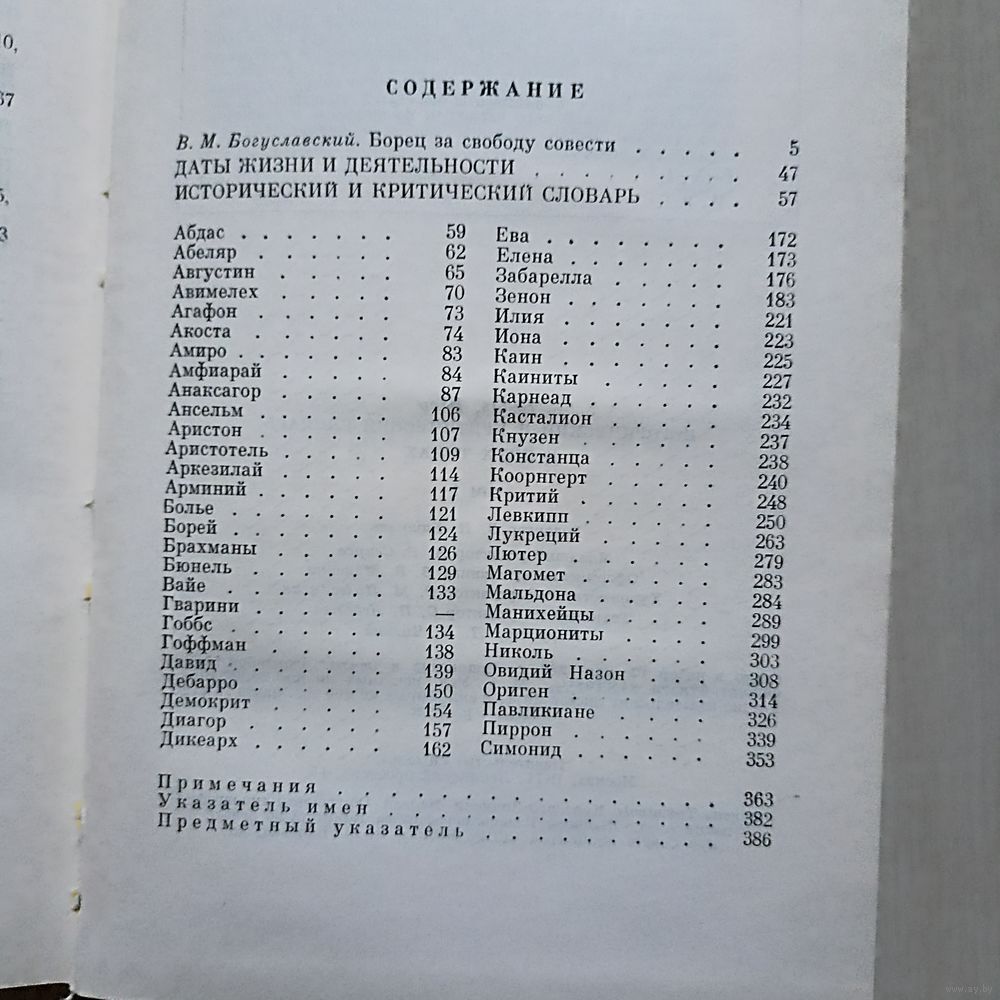 СОДЕРЖАНИЕ
В. М. Богуславский. Борец за свободу совести . . . . . 5
ДАТЫ ЖИЗНИ И ДЕЯТЕЛЬНОСТИ . . . . . . . . 47
ИСТОРИЧЕСКИЙ И КРИТИЧЕСКИЙ СЛОВАРЬ . . . . 57
Абдас . . . . . . . 59
Абеляр . . . . . . 62
Августин . . . . . 65
Авимелех . . . . . 70
Агафон . . . . . . 73
Акоста . . . . . . 74
Амиро . . . . . . . 83
Амфиарай . . . . . 84
Анаксагор . . . . . 87
Ансельм . . . . . . 106
Аристон . . . . . . 107
Аристотель . . . . . 109
Аркезилай . . . . . 114
Арминий . . . . . . 117
Болье . . . . . . . 121
Борей . . . . . . . 124
Брахманы . . . . . 126
Бюнель . . . . . . 129
Вайе . . . . . . . 133
Гварини . . . . . . —
Гоббс . . . . . . . 134
Гоффман . . . . . 138
Давид . . . . . . . 139
Дебарро . . . . . . 150
Демокрит . . . . . 154
Диагор . . . . . . 157
Дикеарх . . . . . . 162
Ева . . . . . . . . 172
Елена . . . . . . . 173
Забарелла . . . . . 176
Зенон . . . . . . . 183
Илия . . . . . . . 221
Иона . . . . . . . 223
Каин . . . . . . . 225
Каиниты . . . . . 227
Карнеад . . . . . . 232
Касталион . . . . . 234
Кнузен . . . . . . 237
Констанца . . . . . 238
Коорнгерт . . . . . 240
Критий . . . . . . 248
Левкипп . . . . . . 250
Лукреций . . . . . 263
Лютер . . . . . . . 279
Магомет . . . . . . 283
Мальдона . . . . . 284
Манихейцы . . . . . 289
Марциониты . . . . 299
Николь . . . . . . 303
Овидий Назон . . . 308
Ориген . . . . . . 314
Павликиане . . . . 326
Пиррон . . . . . . 339
Симонид . . . . . . 353
Примечания . . . . . . . . . . . . . . 363
Указатель имен . . . . . . . . . . . . 382
Предметный указатель . . . . . . . . . 386
www.ay.by